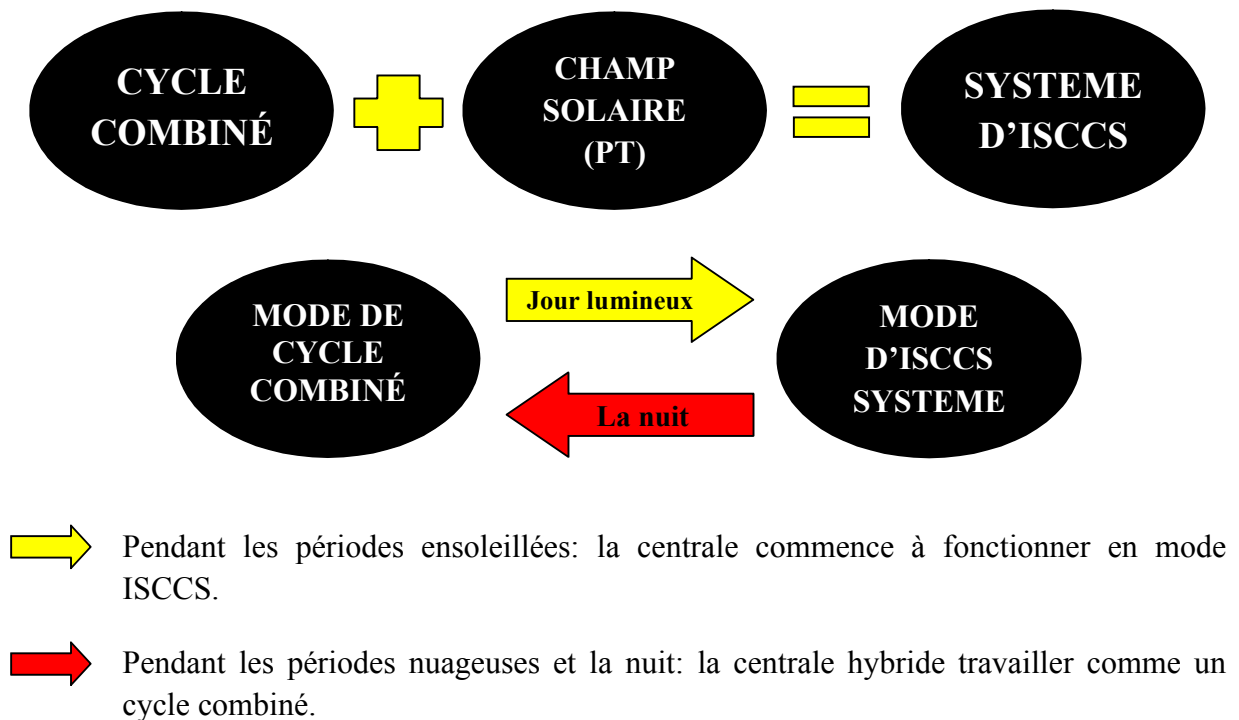 CYCLE
COMBINÉ
CHAMP
SOLAIRE
(PT)
SYSTEME
D’ISCCS
MODE DE
CYCLE
COMBINÉ
Jour lumineux
La nuit
MODE
D’ISCCS
SYSTEME
Pendant les périodes ensoleillées: la centrale commence à fonctionner en mode
ISCCS.
Pendant les périodes nuageuses et la nuit: la centrale hybride travailler comme un
cycle combiné.